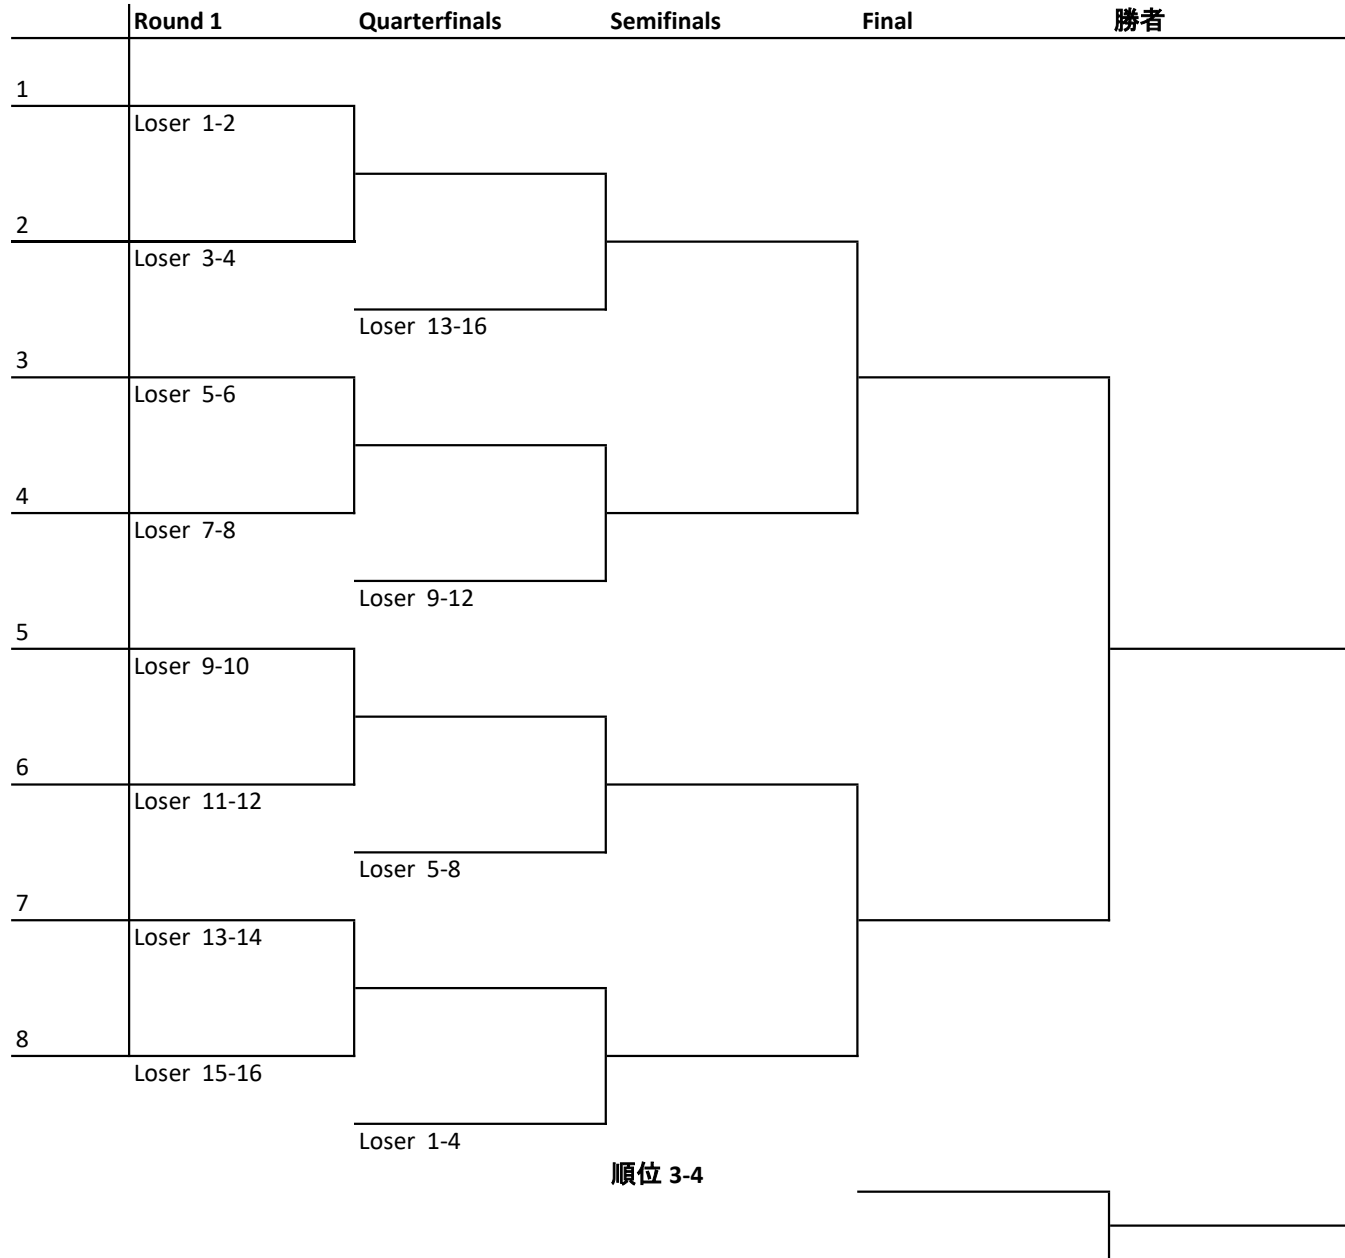 Round 1 Quarterfinals Semifinals Final 勝者
1
Loser 1-2
2
Loser 3-4
Loser 13-16
3
Loser 5-6
4
Loser 7-8
Loser 9-12
5
Loser 9-10
6
Loser 11-12
Loser 5-8
7
Loser 13-14
8
Loser 15-16
Loser 1-4
順位 3-4